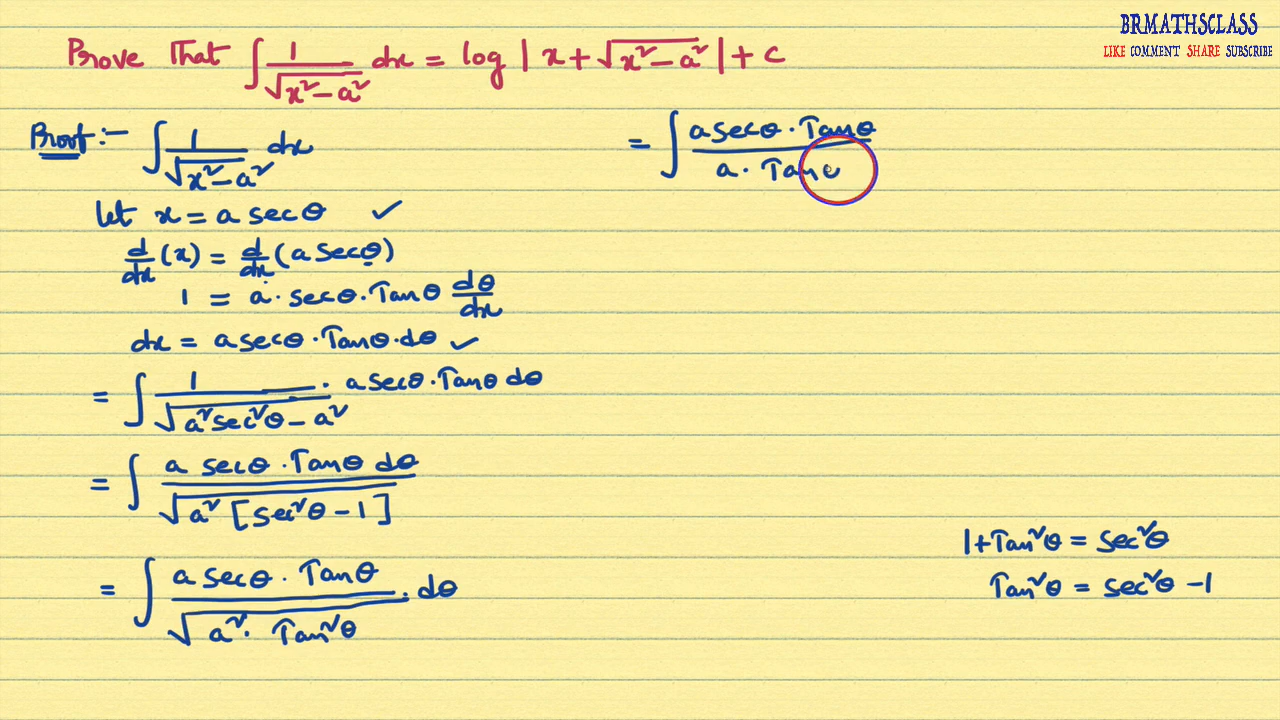 BRMATHSCLASS
LIKE COMMENT SHARE SUBSCRIBE
Prove That ∫ 1/√(x²-a²) dx = log | x + √(x²-a²) | + c
Proof :- ∫ 1/√(x²-a²) dx
let x = a secθ ✓
d/dx (x) = d/dx (a secθ)
1 = a · secθ · Tanθ dθ/dx
dx = a secθ · Tanθ · dθ ✓
= ∫ 1/√(a²sec²θ - a²) · a secθ · Tanθ dθ
= ∫ a secθ · Tanθ dθ / √(a² [sec²θ - 1])
= ∫ a secθ · Tanθ / √(a² · Tan²θ) · dθ
= ∫ a secθ · Tanθ / a · Tan
1 + Tan²θ = sec²θ
Tan²θ = sec²θ - 1